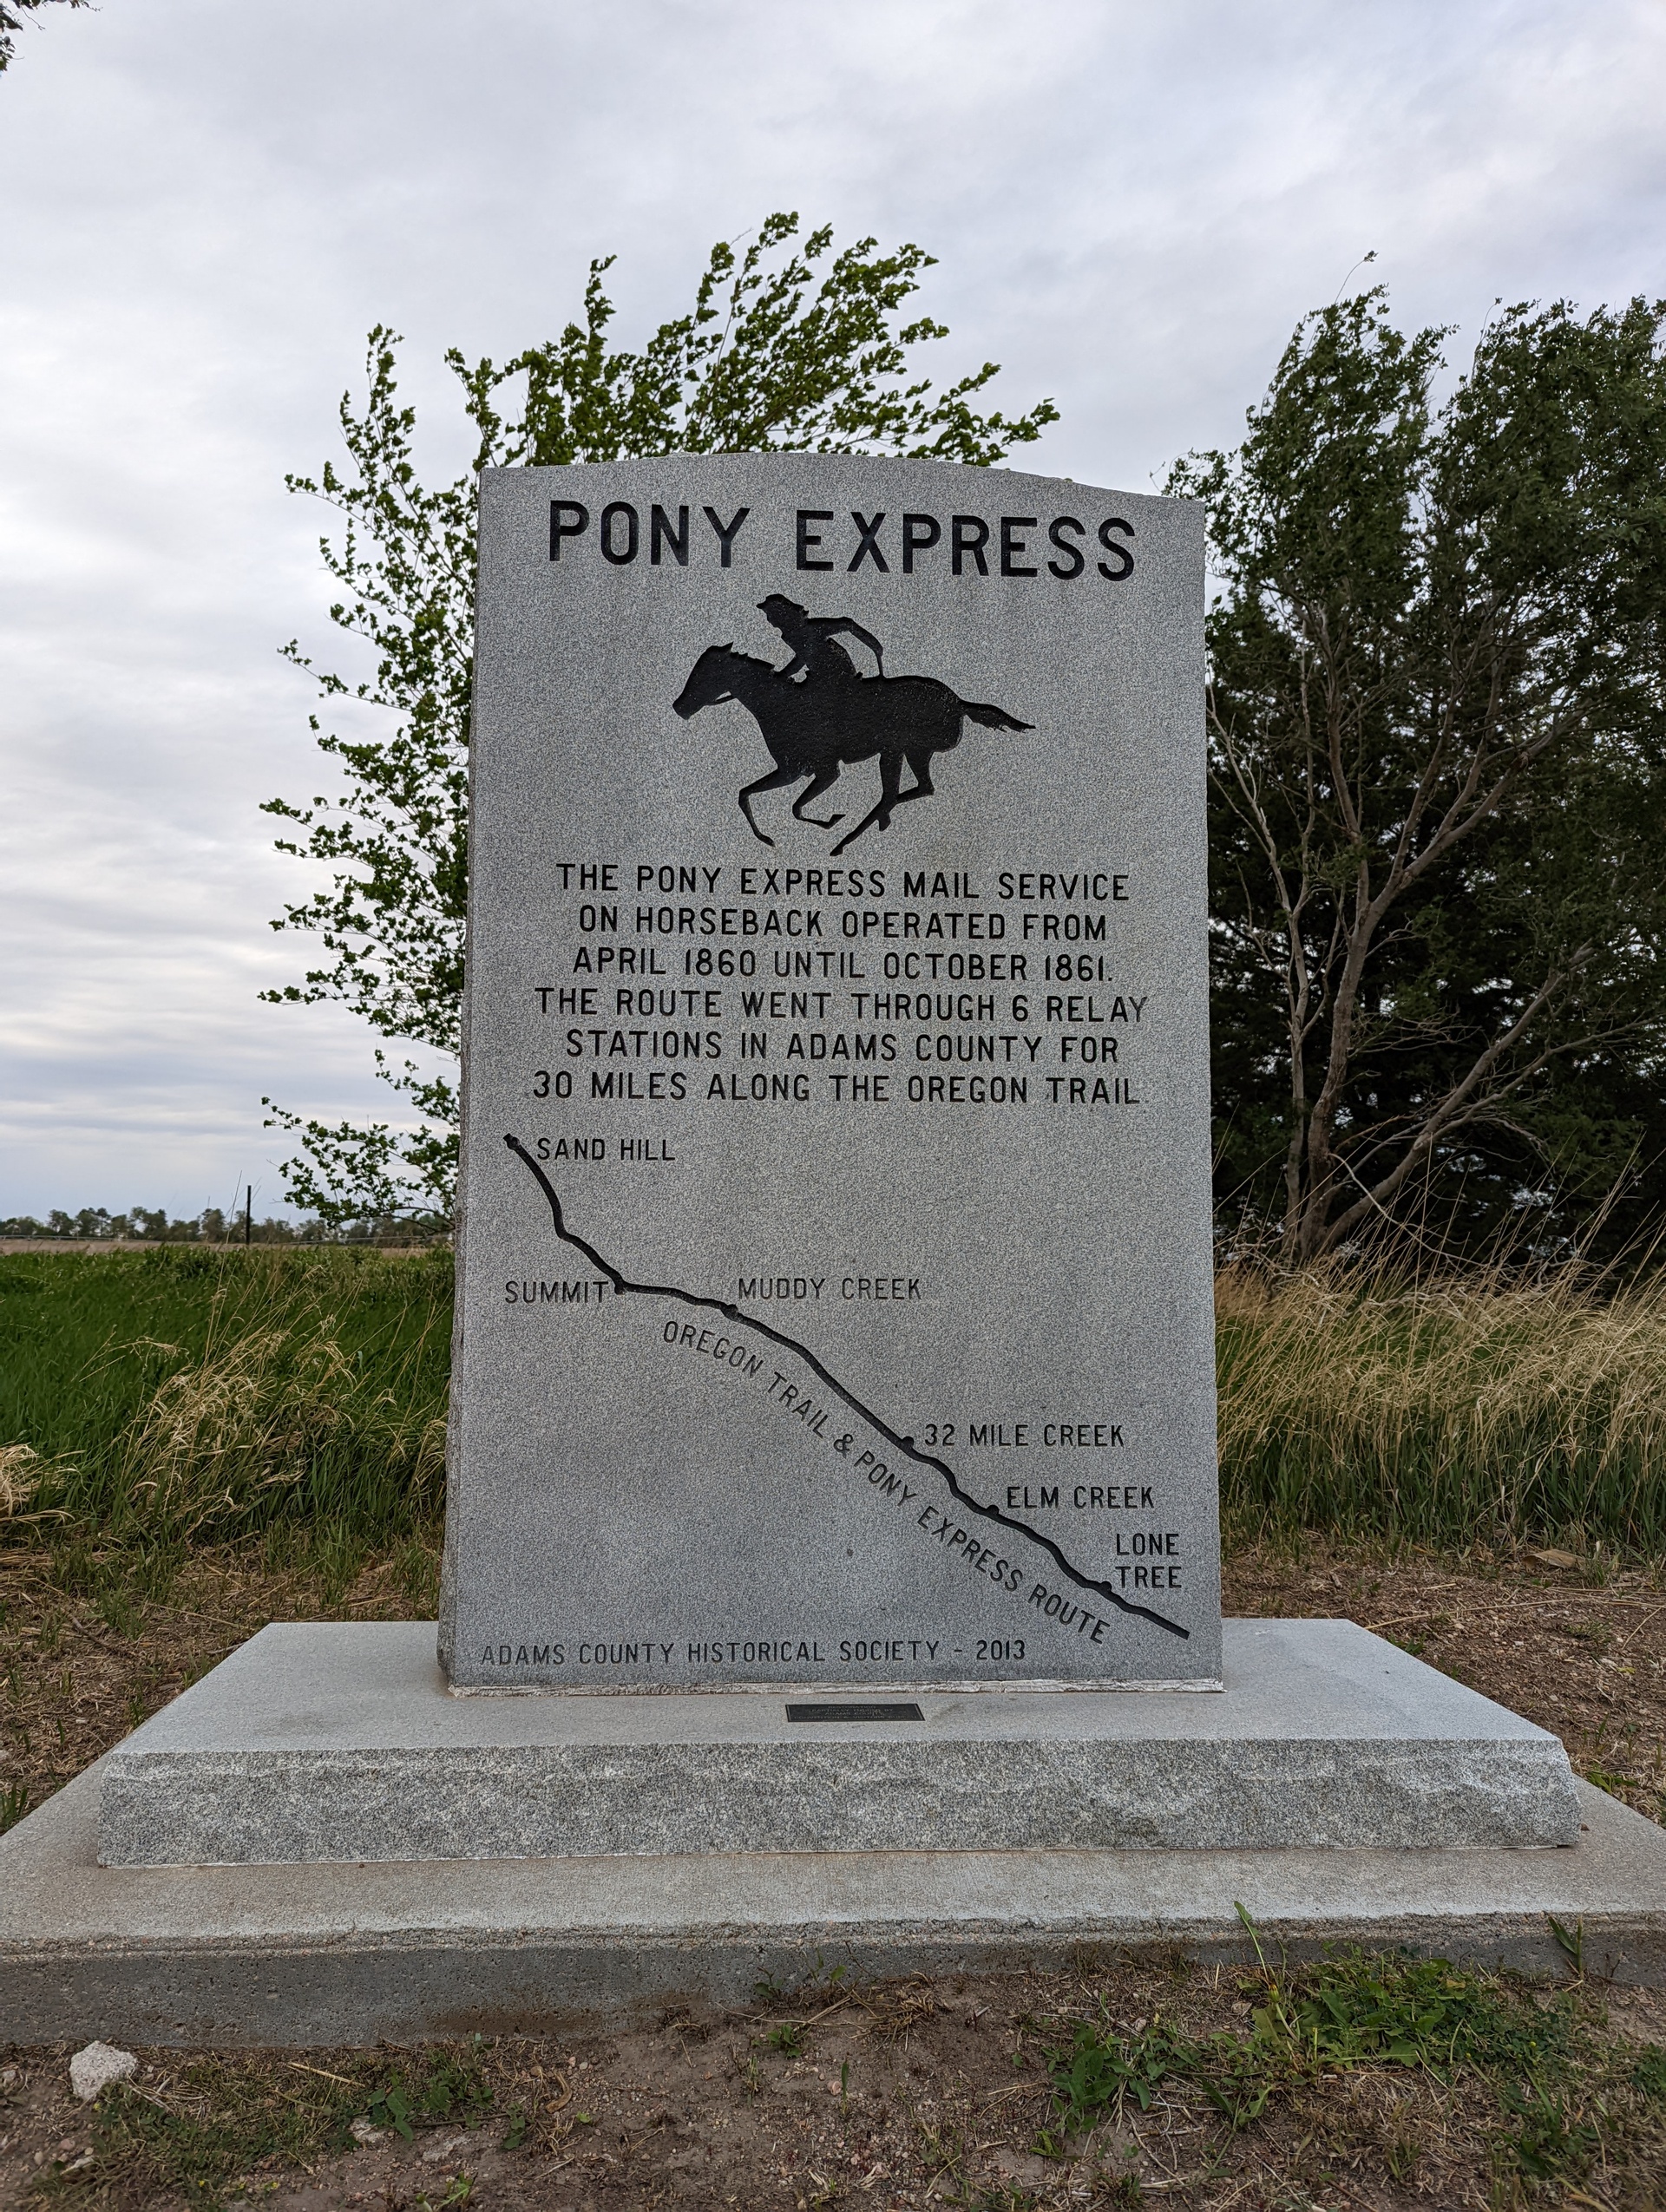 PONY EXPRESS
THE PONY EXPRESS MAIL SERVICE
ON HORSEBACK OPERATED FROM
APRIL 1860 UNTIL OCTOBER 1861.
THE ROUTE WENT THROUGH 6 RELAY
STATIONS IN ADAMS COUNTY FOR
30 MILES ALONG THE OREGON TRAIL.
SAND HILL
SUMMIT
MUDDY CREEK
OREGON TRAIL & PONY EXPRESS ROUTE
32 MILE CREEK
ELM CREEK
LONE
TREE
ADAMS COUNTY HISTORICAL SOCIETY - 2013